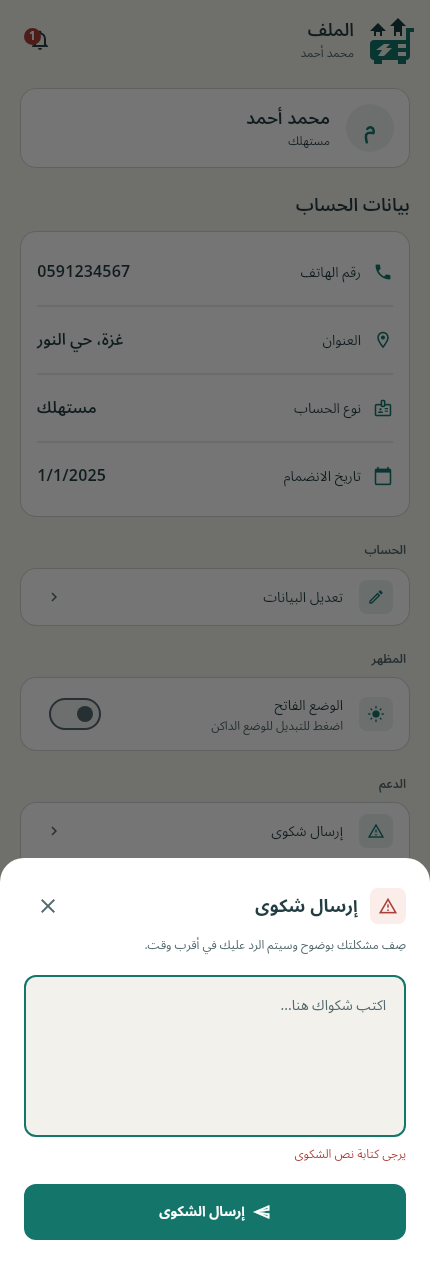 الملف
محمد أحمد
1
م
محمد أحمد
مستهلك
بيانات الحساب
رقم الهاتف
0591234567
العنوان
غزة، حي النور
نوع الحساب
مستهلك
تاريخ الانضمام
1/1/2025
الحساب
تعديل البيانات
المظهر
الوضع الفاتح
اضغط للتبديل للوضع الداكن
الدعم
إرسال شكوى
إرسال شكوى
صِف مشكلتك بوضوح وسيتم الرد عليك في أقرب وقت.
اكتب شكواك هنا...
يرجى كتابة نص الشكوى
إرسال الشكوى